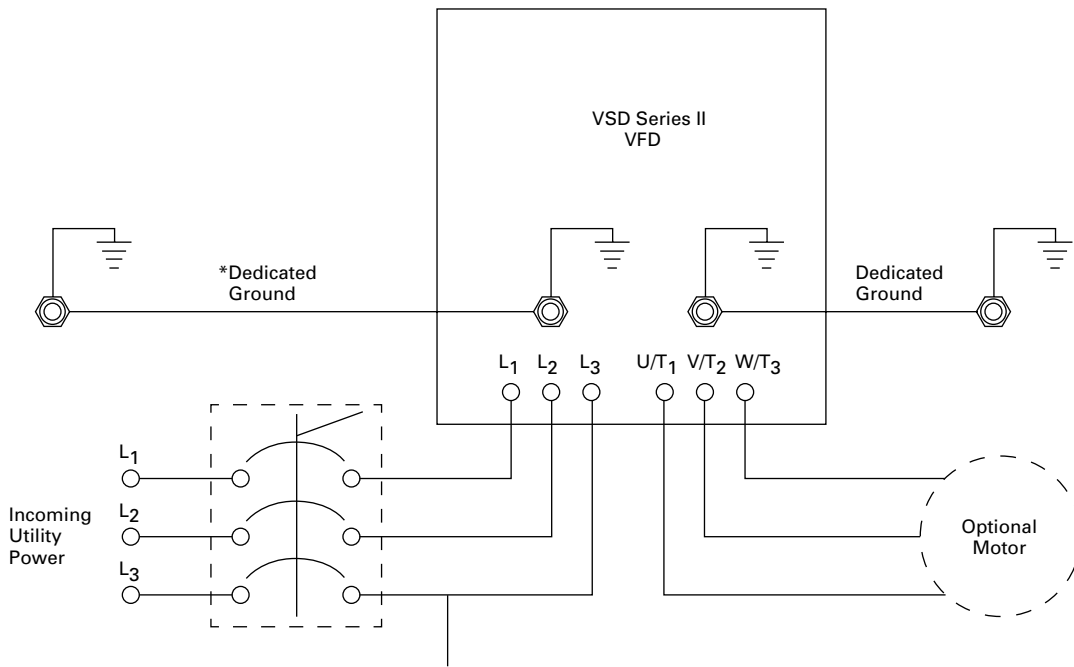 VSD Series II
VFD
*Dedicated
Ground
Dedicated
Ground
L1 L2 L3 U/T1 V/T2 W/T3
L1
L2
L3
Incoming
Utility
Power
Optional
Motor